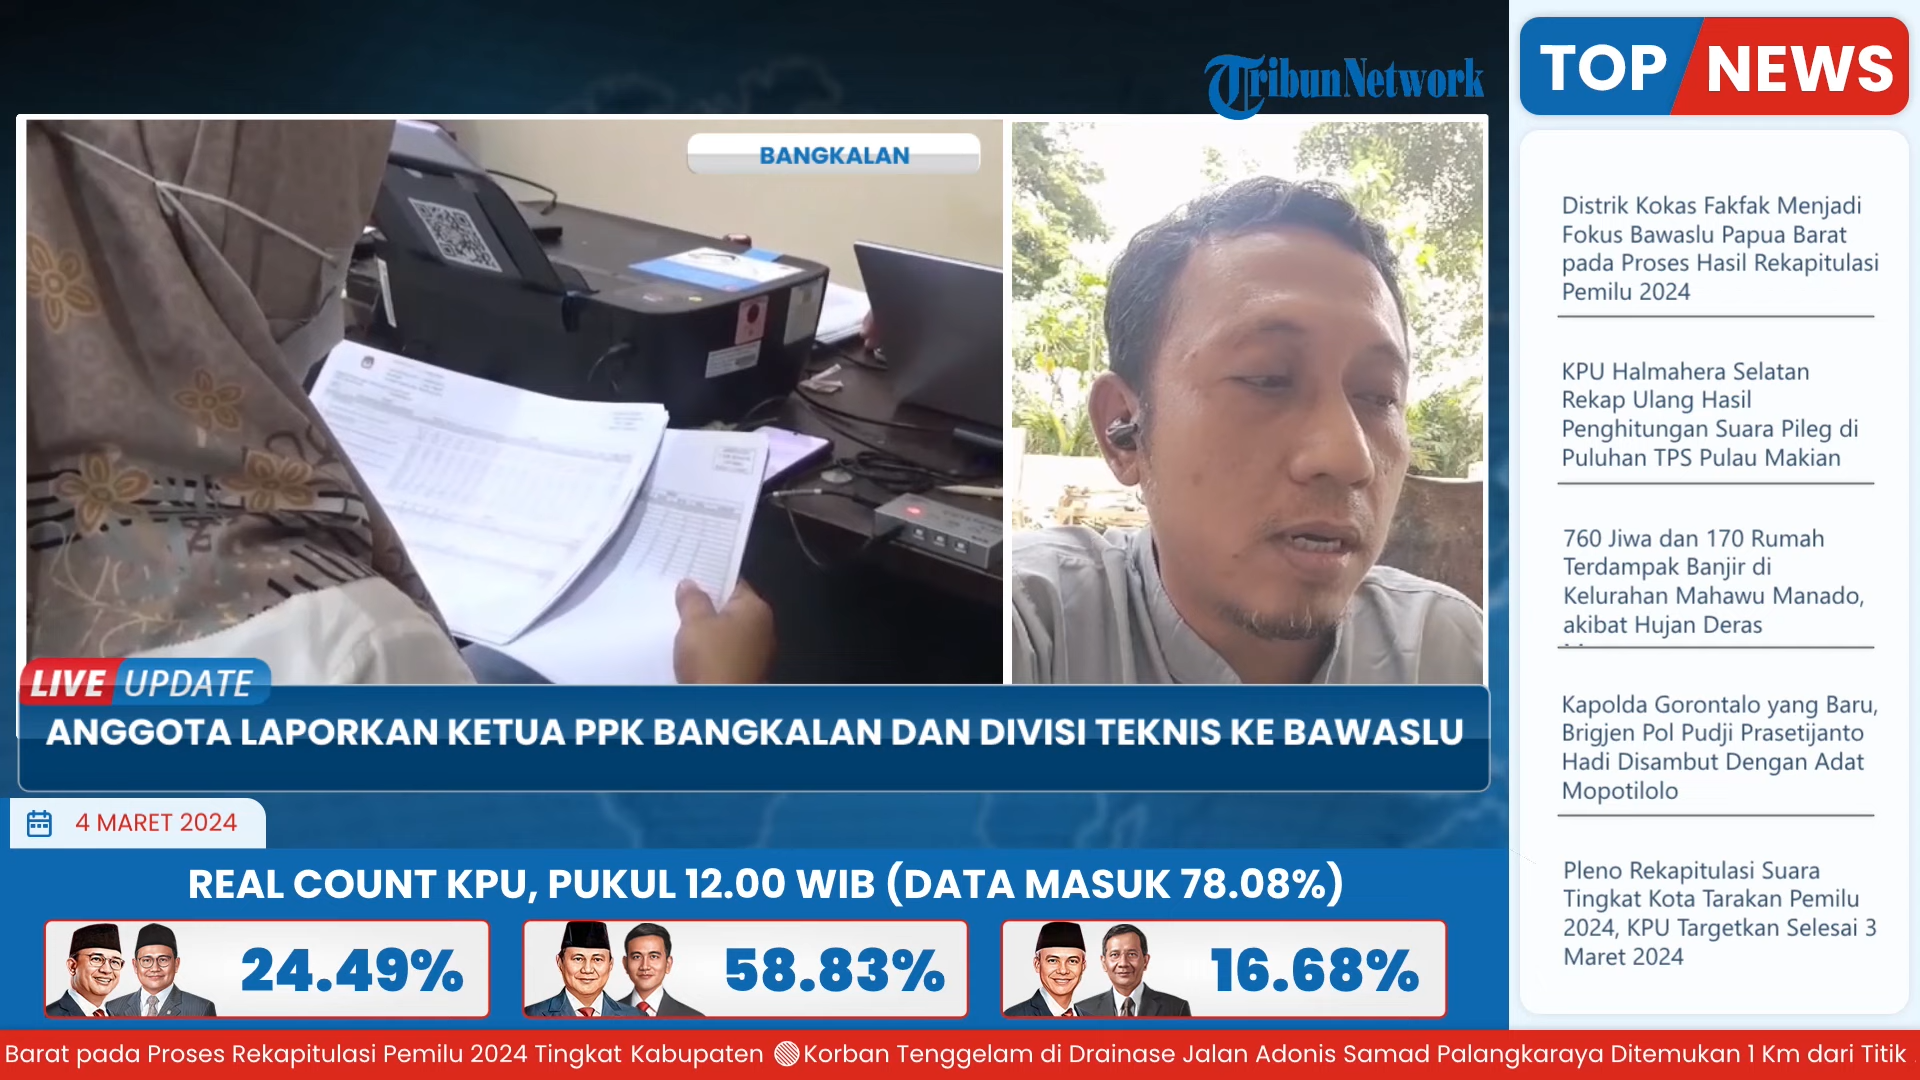 TribunNetwork
TOP NEWS
BANGKALAN
LIVE UPDATE
ANGGOTA LAPORKAN KETUA PPK BANGKALAN DAN DIVISI TEKNIS KE BAWASLU
4 MARET 2024
REAL COUNT KPU, PUKUL 12.00 WIB (DATA MASUK 78.08%)
24.49%
58.83%
16.68%
Distrik Kokas Fakfak Menjadi
Fokus Bawaslu Papua Barat
pada Proses Hasil Rekapitulasi
Pemilu 2024
KPU Halmahera Selatan
Rekap Ulang Hasil
Penghitungan Suara Pileg di
Puluhan TPS Pulau Makian
760 Jiwa dan 170 Rumah
Terdampak Banjir di
Kelurahan Mahawu Manado,
akibat Hujan Deras
Kapolda Gorontalo yang Baru,
Brigjen Pol Pudji Prasetijanto
Hadi Disambut Dengan Adat
Mopotilolo
Pleno Rekapitulasi Suara
Tingkat Kota Tarakan Pemilu
2024, KPU Targetkan Selesai 3
Maret 2024
Barat pada Proses Rekapitulasi Pemilu 2024 Tingkat Kabupaten Korban Tenggelam di Drainase Jalan Adonis Samad Palangkaraya Ditemukan 1 Km dari Titik